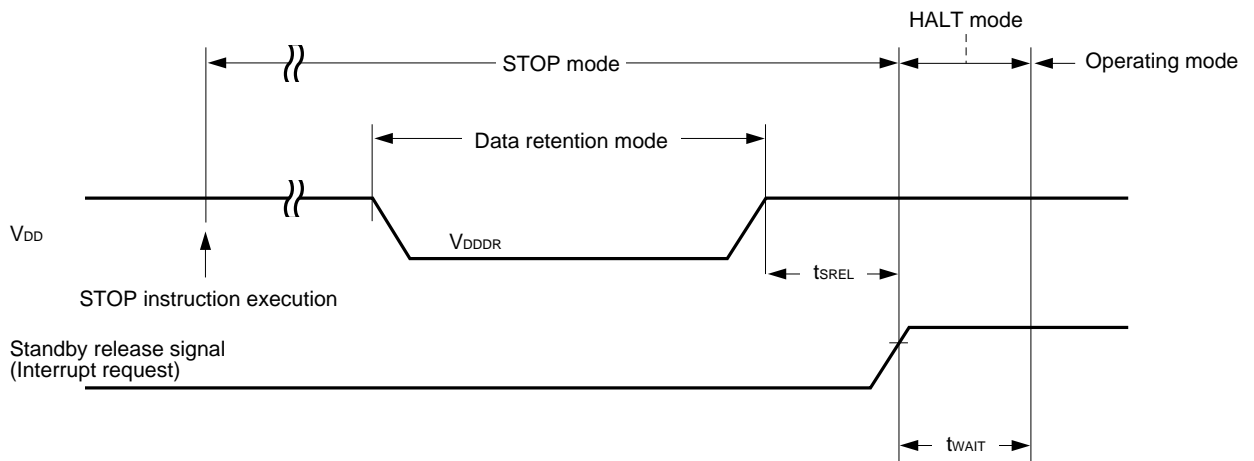 HALT mode
STOP mode
Operating mode
Data retention mode
VDD
VDDDR
tSREL
STOP instruction execution
Standby release signal
(Interrupt request)
tWAIT